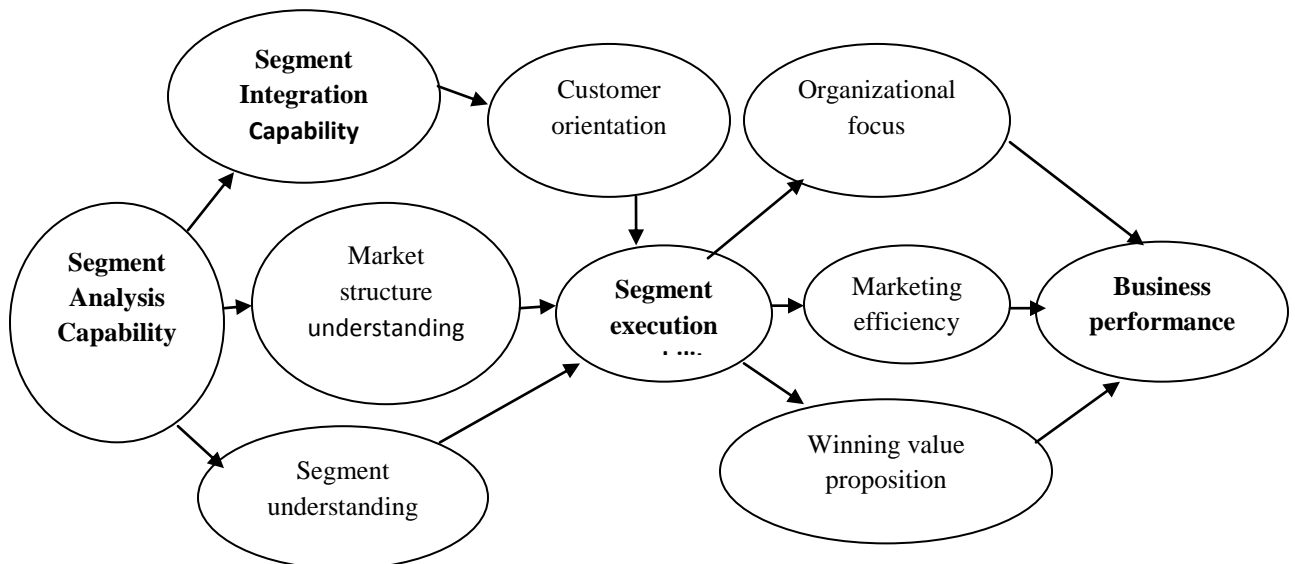 Segment
Integration
Capability
Customer
orientation
Organizational
focus
Segment
Analysis
Capability
Market
structure
understanding
Segment
execution
Marketing
efficiency
Business
performance
Segment
understanding
Winning value
proposition